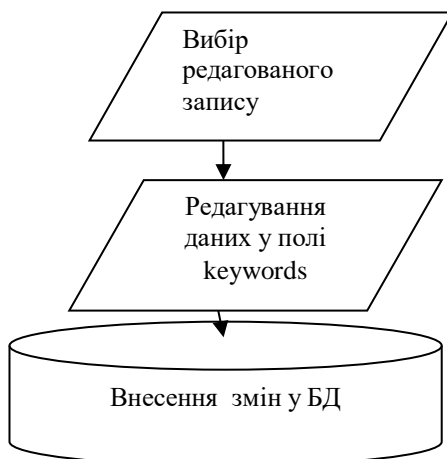 Вибір
редагованого
запису
Редагування
даних у полі
keywords
Внесення змін у БД